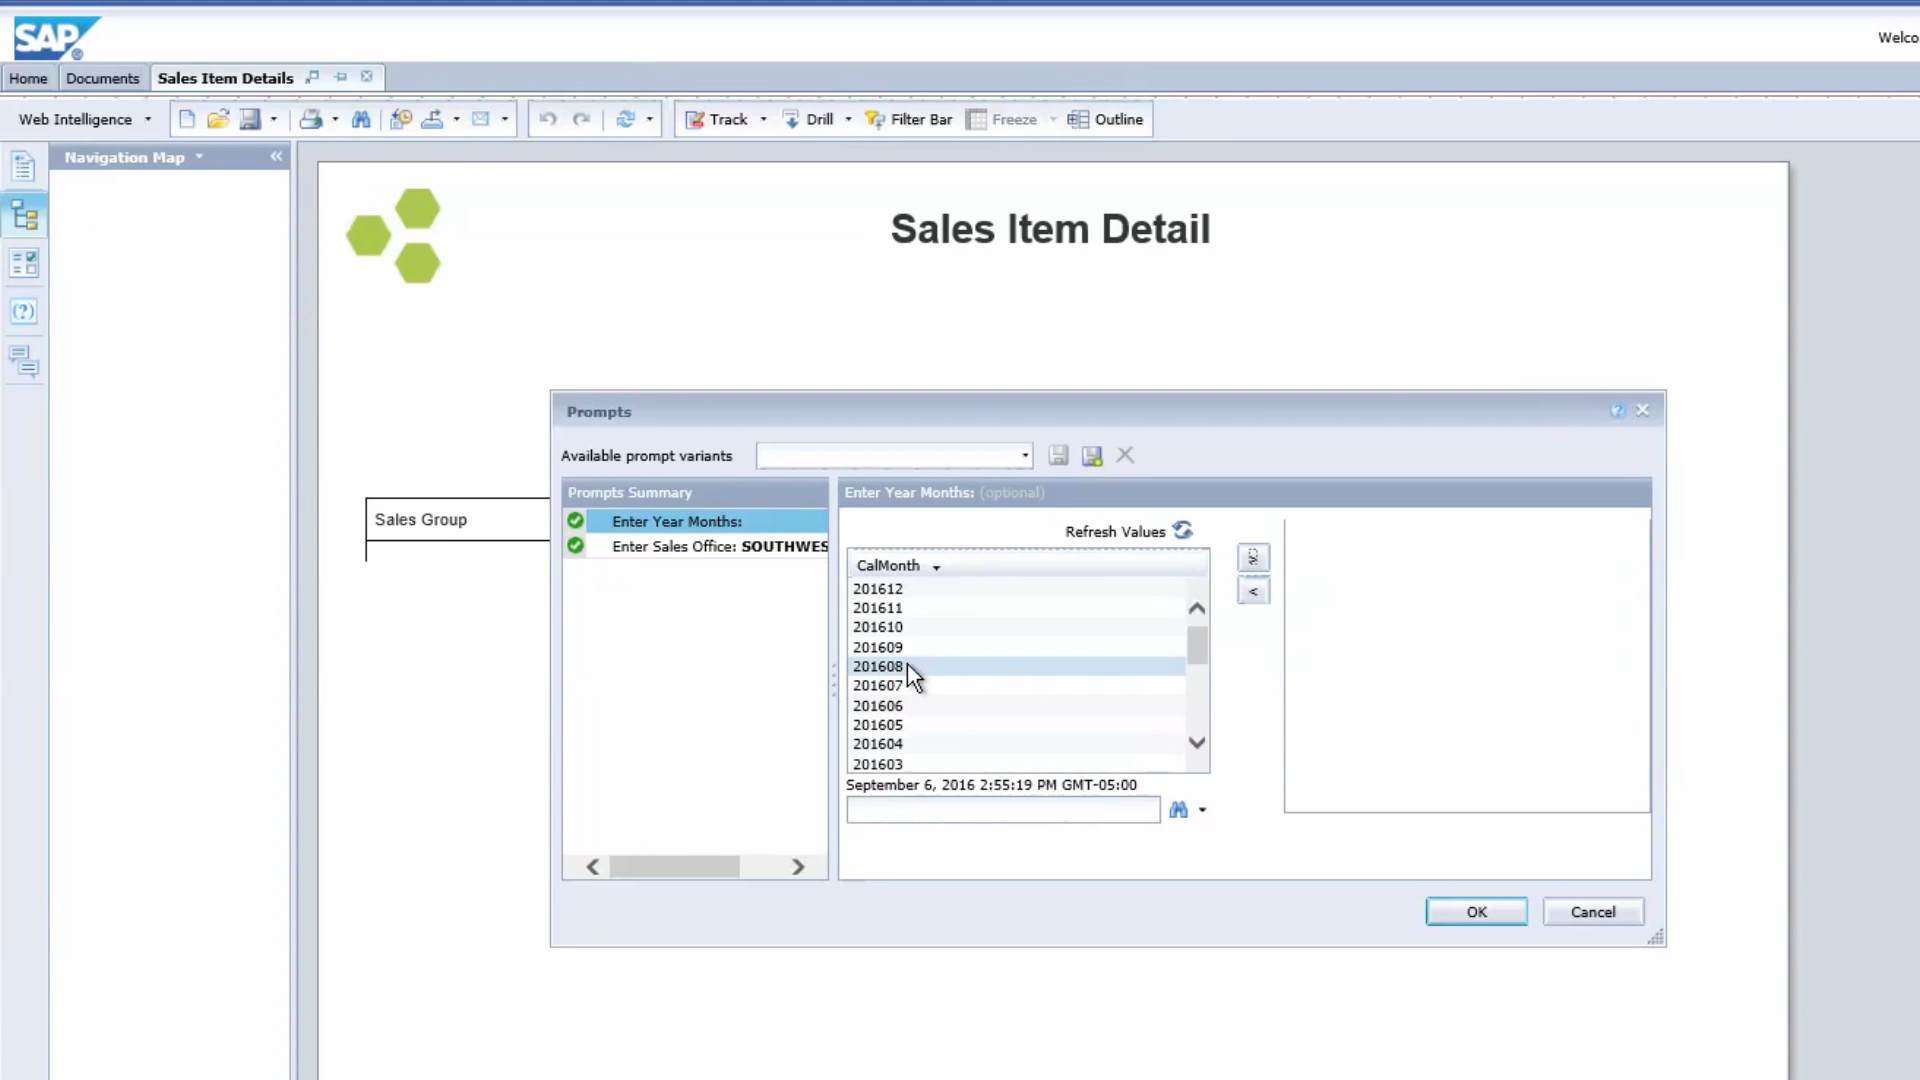 SAP
Welco
Home Documents Sales Item Details
Web Intelligence Track Drill Filter Bar Freeze Outline
Navigation Map
Sales Item Detail
Prompts
Available prompt variants
Prompts Summary
Enter Year Months: (optional)
Enter Year Months:
Enter Sales Office: SOUTHWES
Refresh Values
Sales Group
CalMonth
201612
201611
201610
201609
201608
201607
201606
201605
201604
201603
September 6, 2016 2:55:19 PM GMT-05:00
OK Cancel